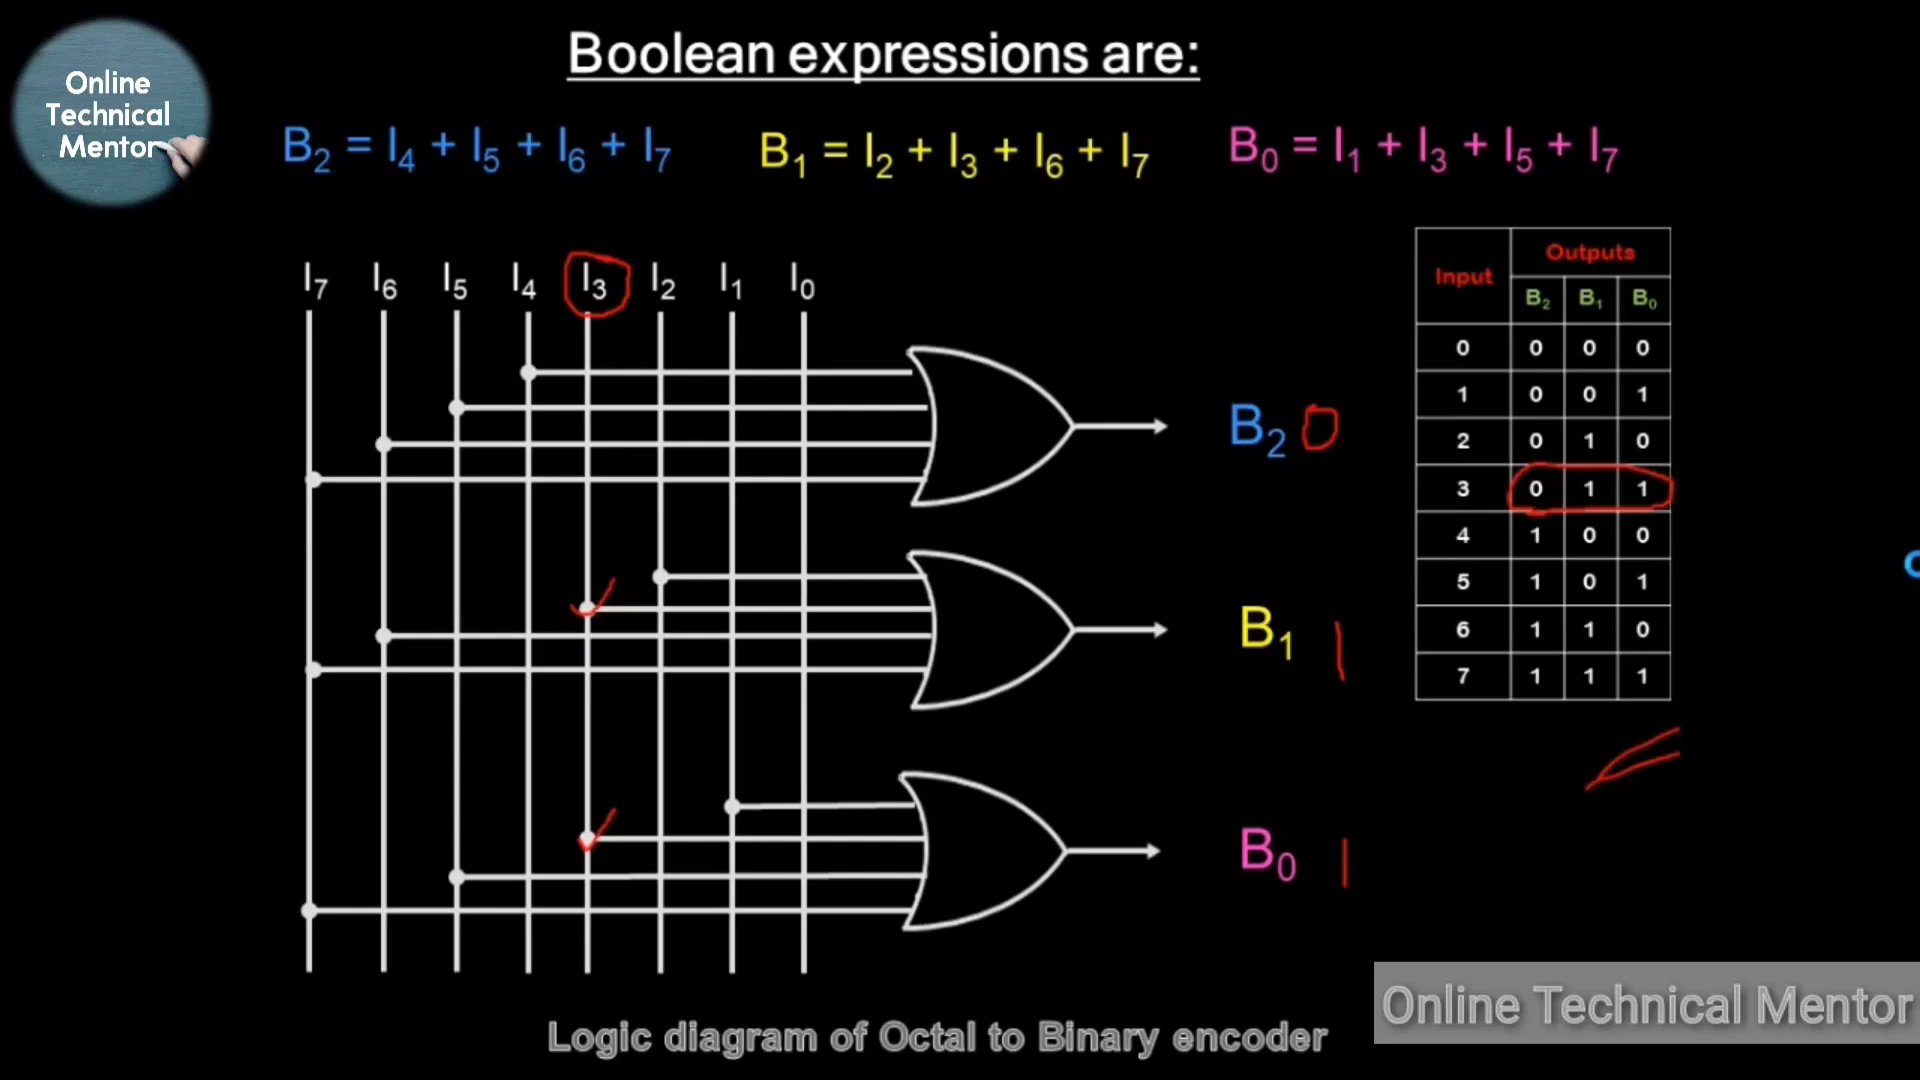 Online
Technical
Mentor
Boolean expressions are:
B₂ = I₄ + I₅ + I₆ + I₇
B₁ = I₂ + I₃ + I₆ + I₇
B₀ = I₁ + I₃ + I₅ + I₇
I₇ I₆ I₅ I₄ I₃ I₂ I₁ I₀
B₂ 0
B₁ 1
B₀ 1
Input Outputs
B₂ B₁ B₀
0 0 0 0
1 0 0 1
2 0 1 0
3 0 1 1
4 1 0 0
5 1 0 1
6 1 1 0
7 1 1 1
Logic diagram of Octal to Binary encoder
Online Technical Mentor